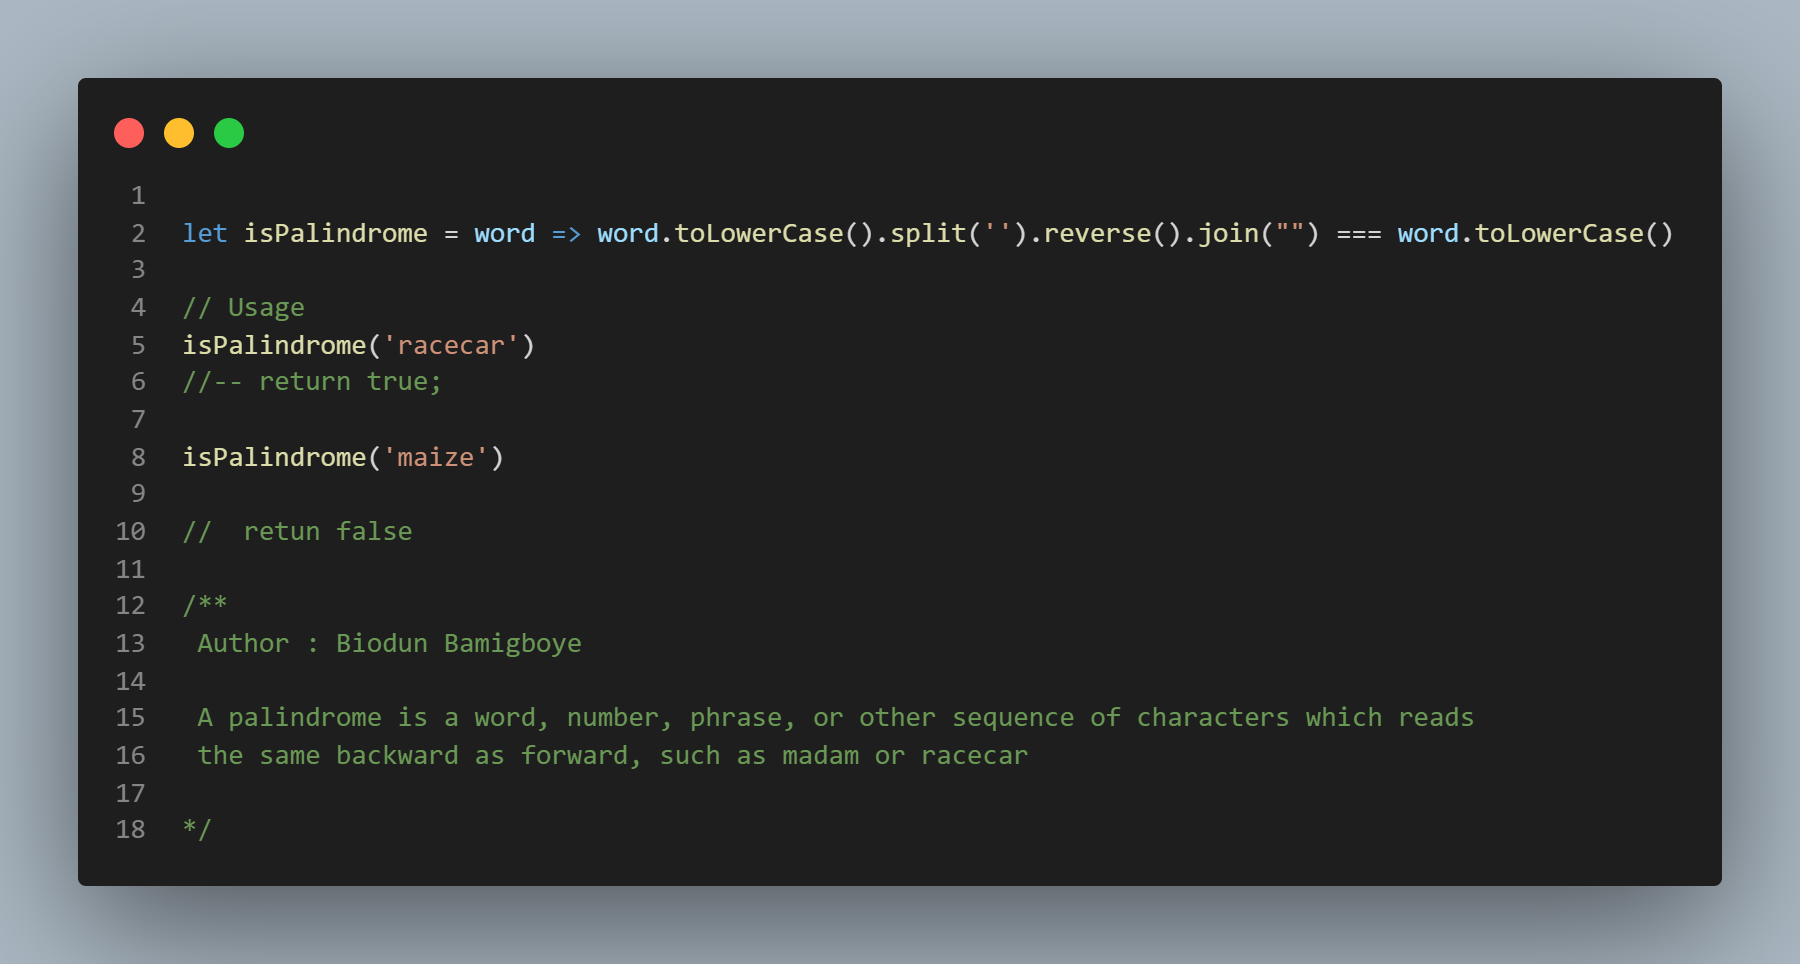 1
2 let isPalindrome = word => word.toLowerCase().split('').reverse().join("") === word.toLowerCase()
3
4 // Usage
5 isPalindrome('racecar')
6 //-- return true;
7
8 isPalindrome('maize')
9
10 //  retun false
11
12 /**
13  Author : Biodun Bamigboye
14
15  A palindrome is a word, number, phrase, or other sequence of characters which reads
16  the same backward as forward, such as madam or racecar
17
18 */